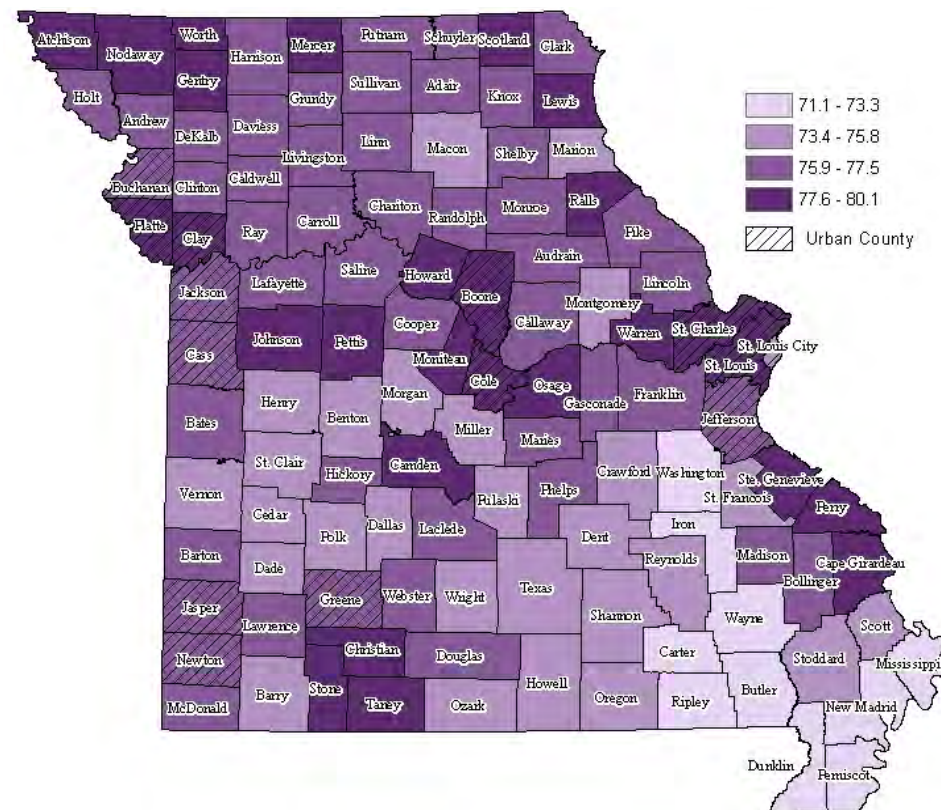 Atchison
Nodaway
Worth
Mercer
Putnam
Schuyler
Scotland
Clark
Harrison
Gentry
Sullivan
Adair
Knox
Lewis
Holt
Andrew
DeKalb
Daviess
Grundy
Livingston
Linn
Macon
Shelby
Marion
Buchanan
Clinton
Caldwell
Chariton
Randolph
Monroe
Ralls
Platte
Clay
Ray
Carroll
Pike
Audrain
Jackson
Lafayette
Saline
Howard
Boone
Callaway
Montgomery
Lincoln
Cass
Johnson
Pettis
Cooper
Moniteau
Cole
Osage
Gasconade
Warren
St. Charles
St. Louis City
St. Louis
Franklin
Jefferson
Bates
Henry
Benton
Morgan
Miller
Maries
Vernon
St. Clair
Hickory
Camden
Pulaski
Phelps
Crawford
Washington
Ste. Genevieve
St. Francois
Perry
Cedar
Polk
Dallas
Laclede
Dent
Iron
Reynolds
Madison
Bollinger
Cape Girardeau
Barton
Dade
Jasper
Greene
Webster
Wright
Texas
Shannon
Wayne
Scott
Lawrence
Newton
Christian
Douglas
Carter
Stoddard
Mississippi
McDonald
Barry
Stone
Taney
Ozark
Howell
Oregon
Ripley
Butler
New Madrid
Dunklin
Pemiscot
71.1 - 73.3
73.4 - 75.8
75.9 - 77.5
77.6 - 80.1
Urban County